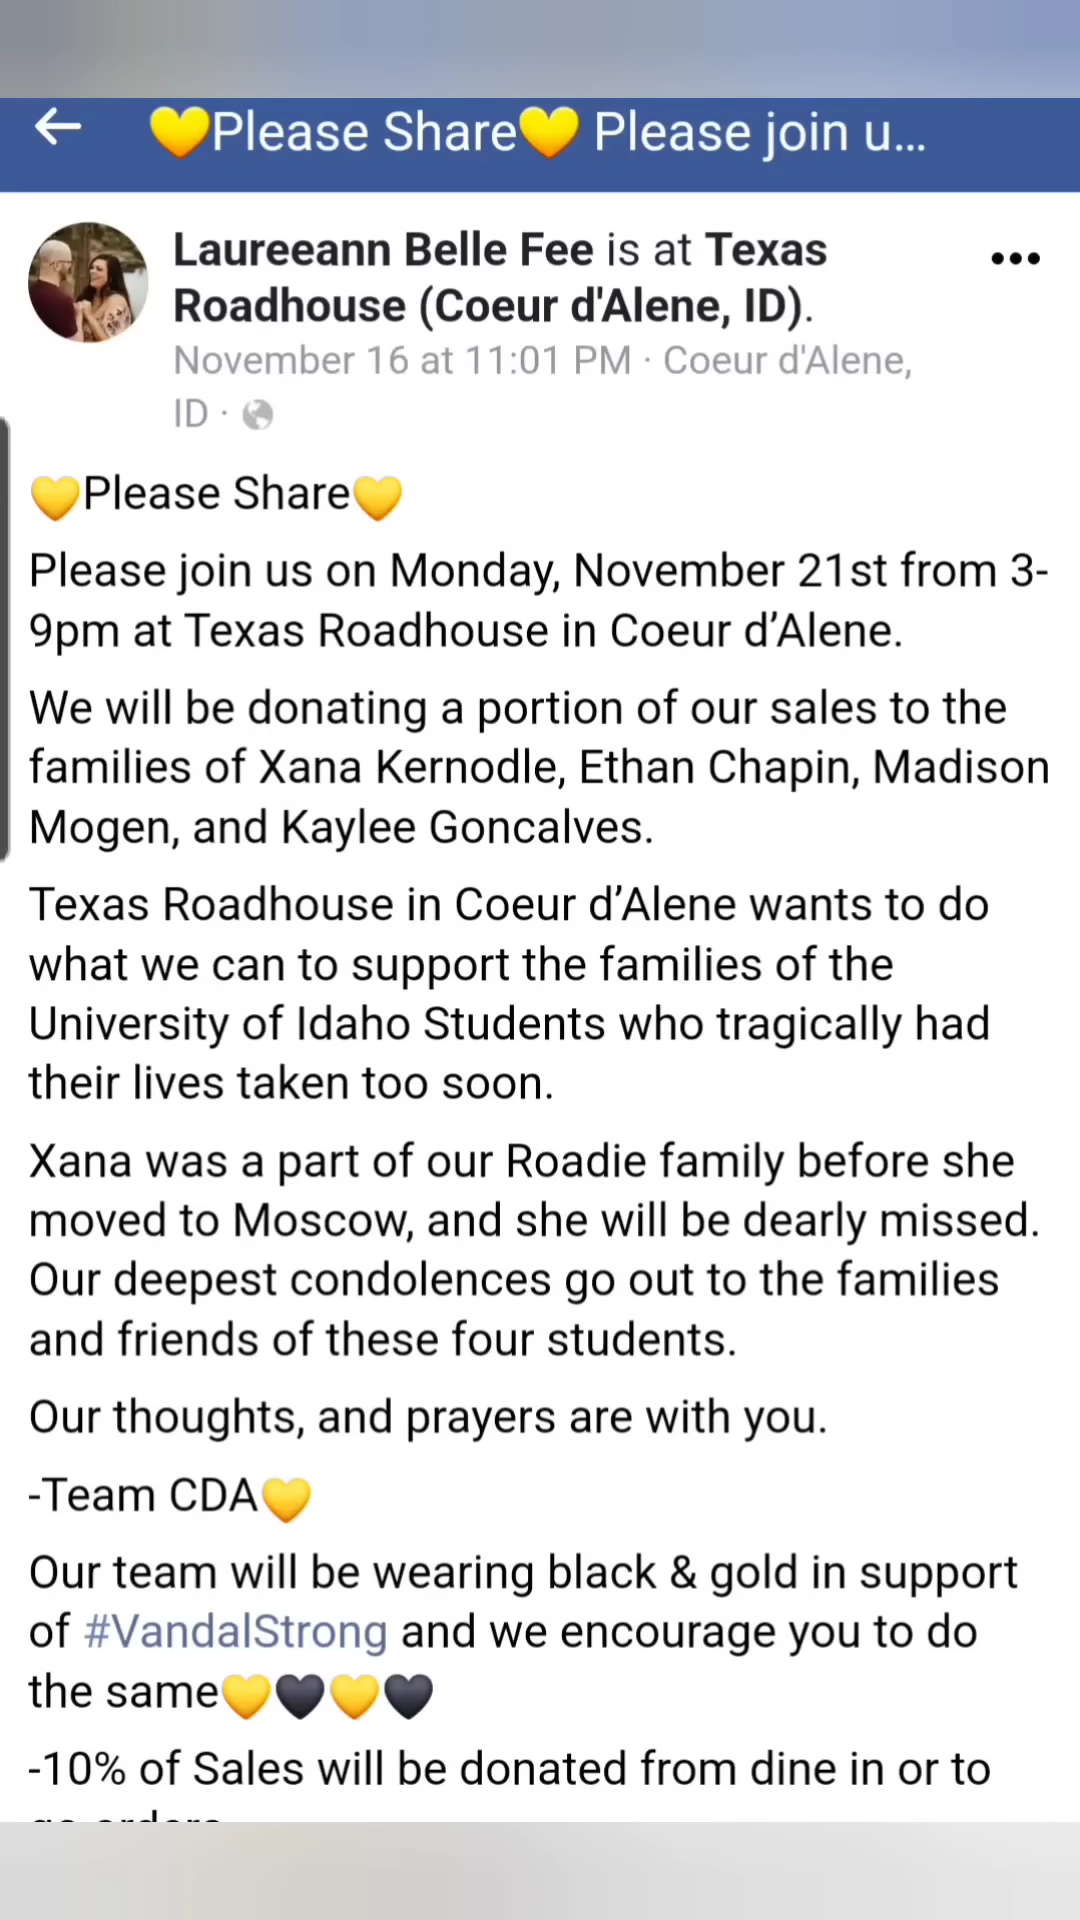 💛Please Share💛 Please join u...
Laureeann Belle Fee is at Texas
Roadhouse (Coeur d'Alene, ID).
November 16 at 11:01 PM · Coeur d'Alene,
ID ·
💛Please Share💛
Please join us on Monday, November 21st from 3-
9pm at Texas Roadhouse in Coeur d’Alene.
We will be donating a portion of our sales to the
families of Xana Kernodle, Ethan Chapin, Madison
Mogen, and Kaylee Goncalves.
Texas Roadhouse in Coeur d’Alene wants to do
what we can to support the families of the
University of Idaho Students who tragically had
their lives taken too soon.
Xana was a part of our Roadie family before she
moved to Moscow, and she will be dearly missed.
Our deepest condolences go out to the families
and friends of these four students.
Our thoughts, and prayers are with you.
-Team CDA💛
Our team will be wearing black & gold in support
of #VandalStrong and we encourage you to do
the same💛🖤💛🖤
-10% of Sales will be donated from dine in or to
go orders